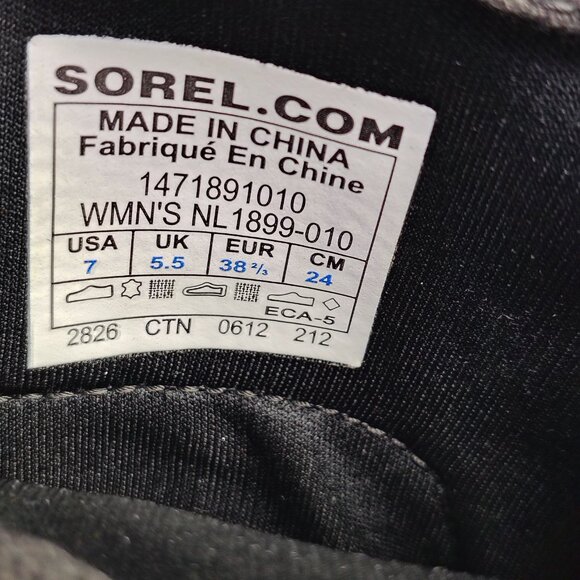 SOREL.COM
MADE IN CHINA
Fabriqué En Chine
1471891010
WMN'S NL1899-010
USA UK EUR CM
7 5.5 38 ²/₃ 24
ECA-5
2826 CTN 0612 212